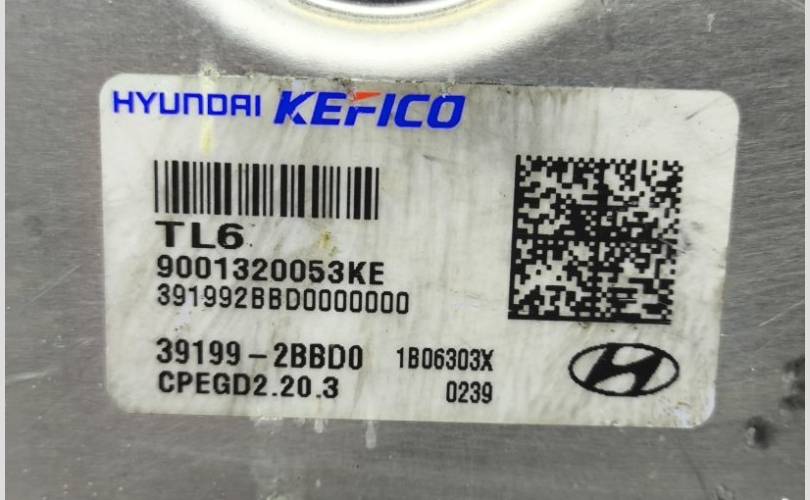 HYUNDAI KEFICO
TL6
9001320053KE
391992BBD0000000
39199-2BBD0 1B06303X
CPEGD2.20.3 0239